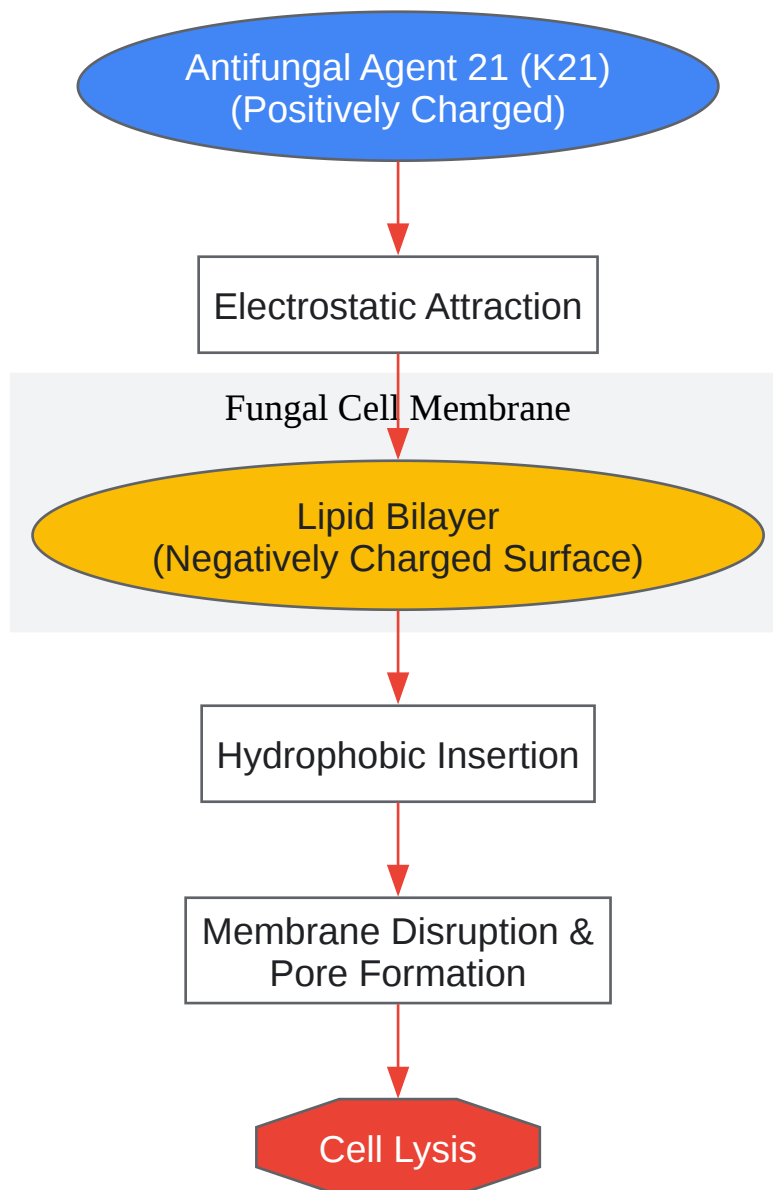 Antifungal Agent 21 (K21)
(Positively Charged)
Electrostatic Attraction
Fungal Cell Membrane
Lipid Bilayer
(Negatively Charged Surface)
Hydrophobic Insertion
Membrane Disruption &
Pore Formation
Cell Lysis